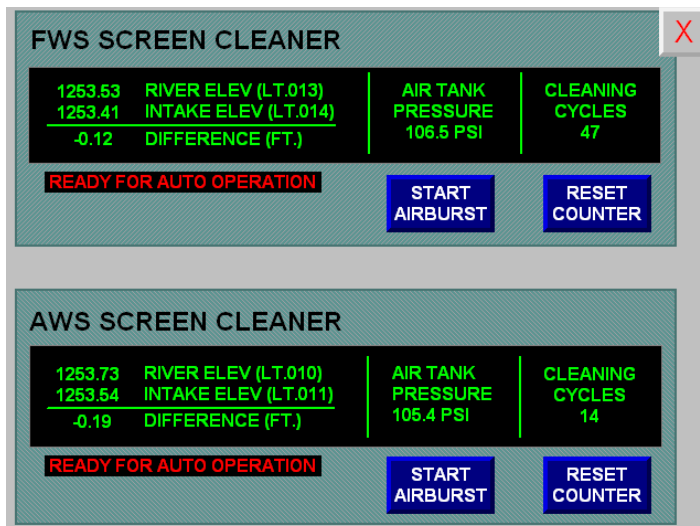 X
FWS SCREEN CLEANER
1253.53 RIVER ELEV (LT.013)
1253.41 INTAKE ELEV (LT.014)
-0.12 DIFFERENCE (FT.)
AIR TANK
PRESSURE
106.5 PSI
CLEANING
CYCLES
47
READY FOR AUTO OPERATION
START
AIRBURST
RESET
COUNTER
AWS SCREEN CLEANER
1253.73 RIVER ELEV (LT.010)
1253.54 INTAKE ELEV (LT.011)
-0.19 DIFFERENCE (FT.)
AIR TANK
PRESSURE
105.4 PSI
CLEANING
CYCLES
14
READY FOR AUTO OPERATION
START
AIRBURST
RESET
COUNTER